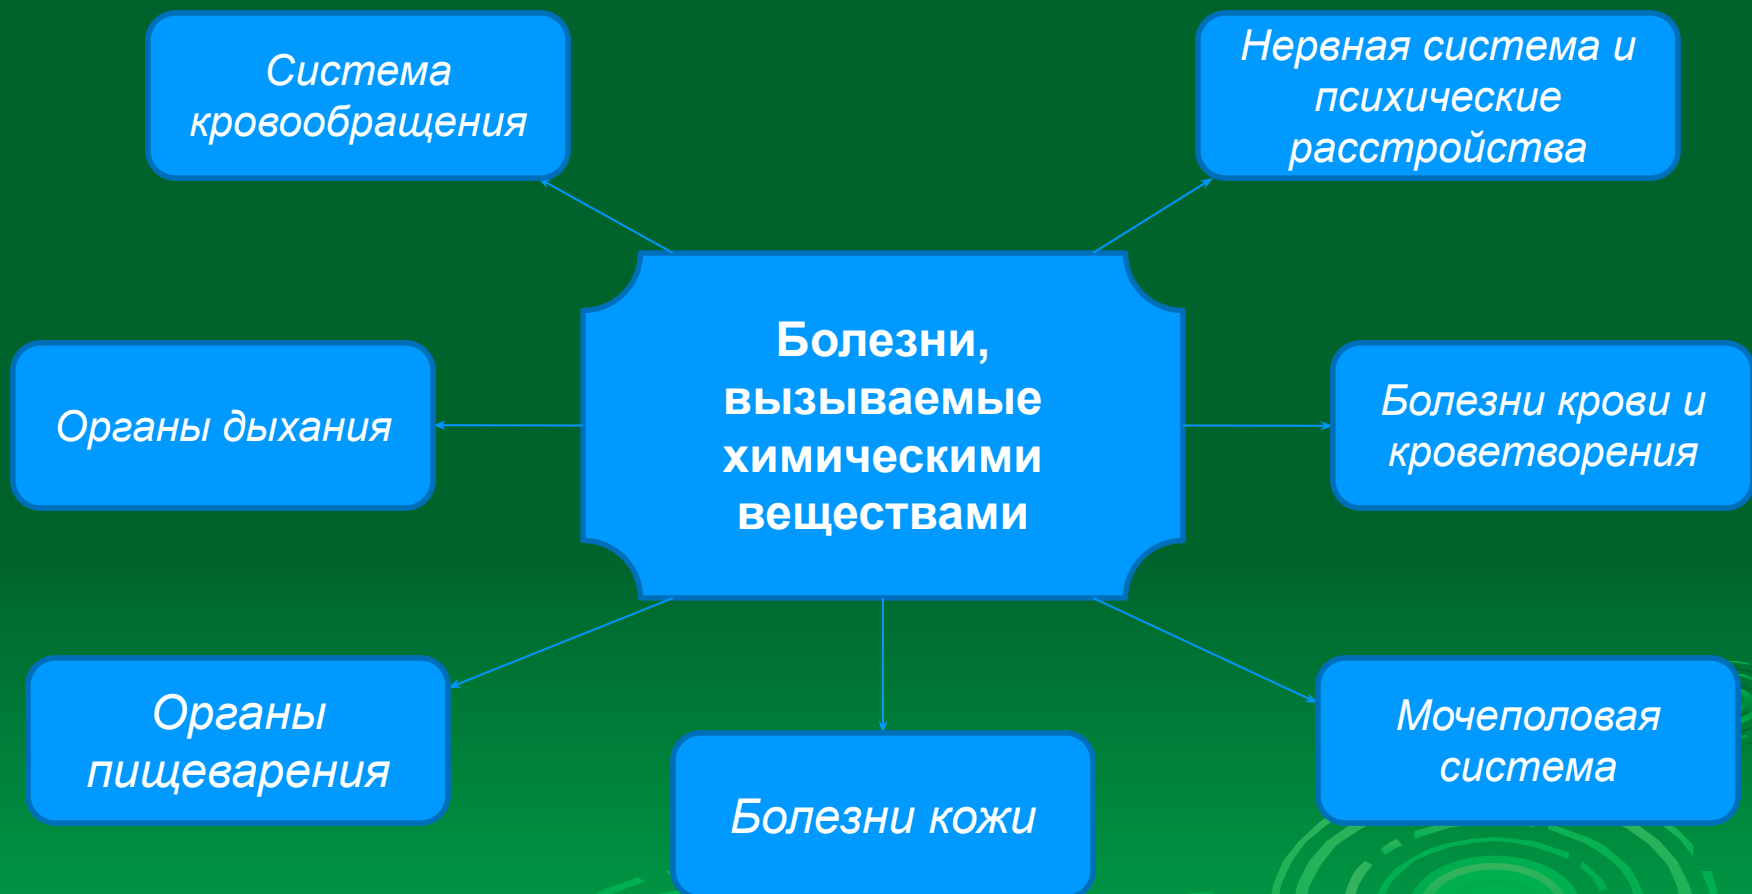 Система
кровообращения
Нервная система и
психические
расстройства
Болезни,
вызываемые
химическими
веществами
Органы дыхания
Болезни крови и
кроветворения
Органы
пищеварения
Болезни кожи
Мочеполовая
система